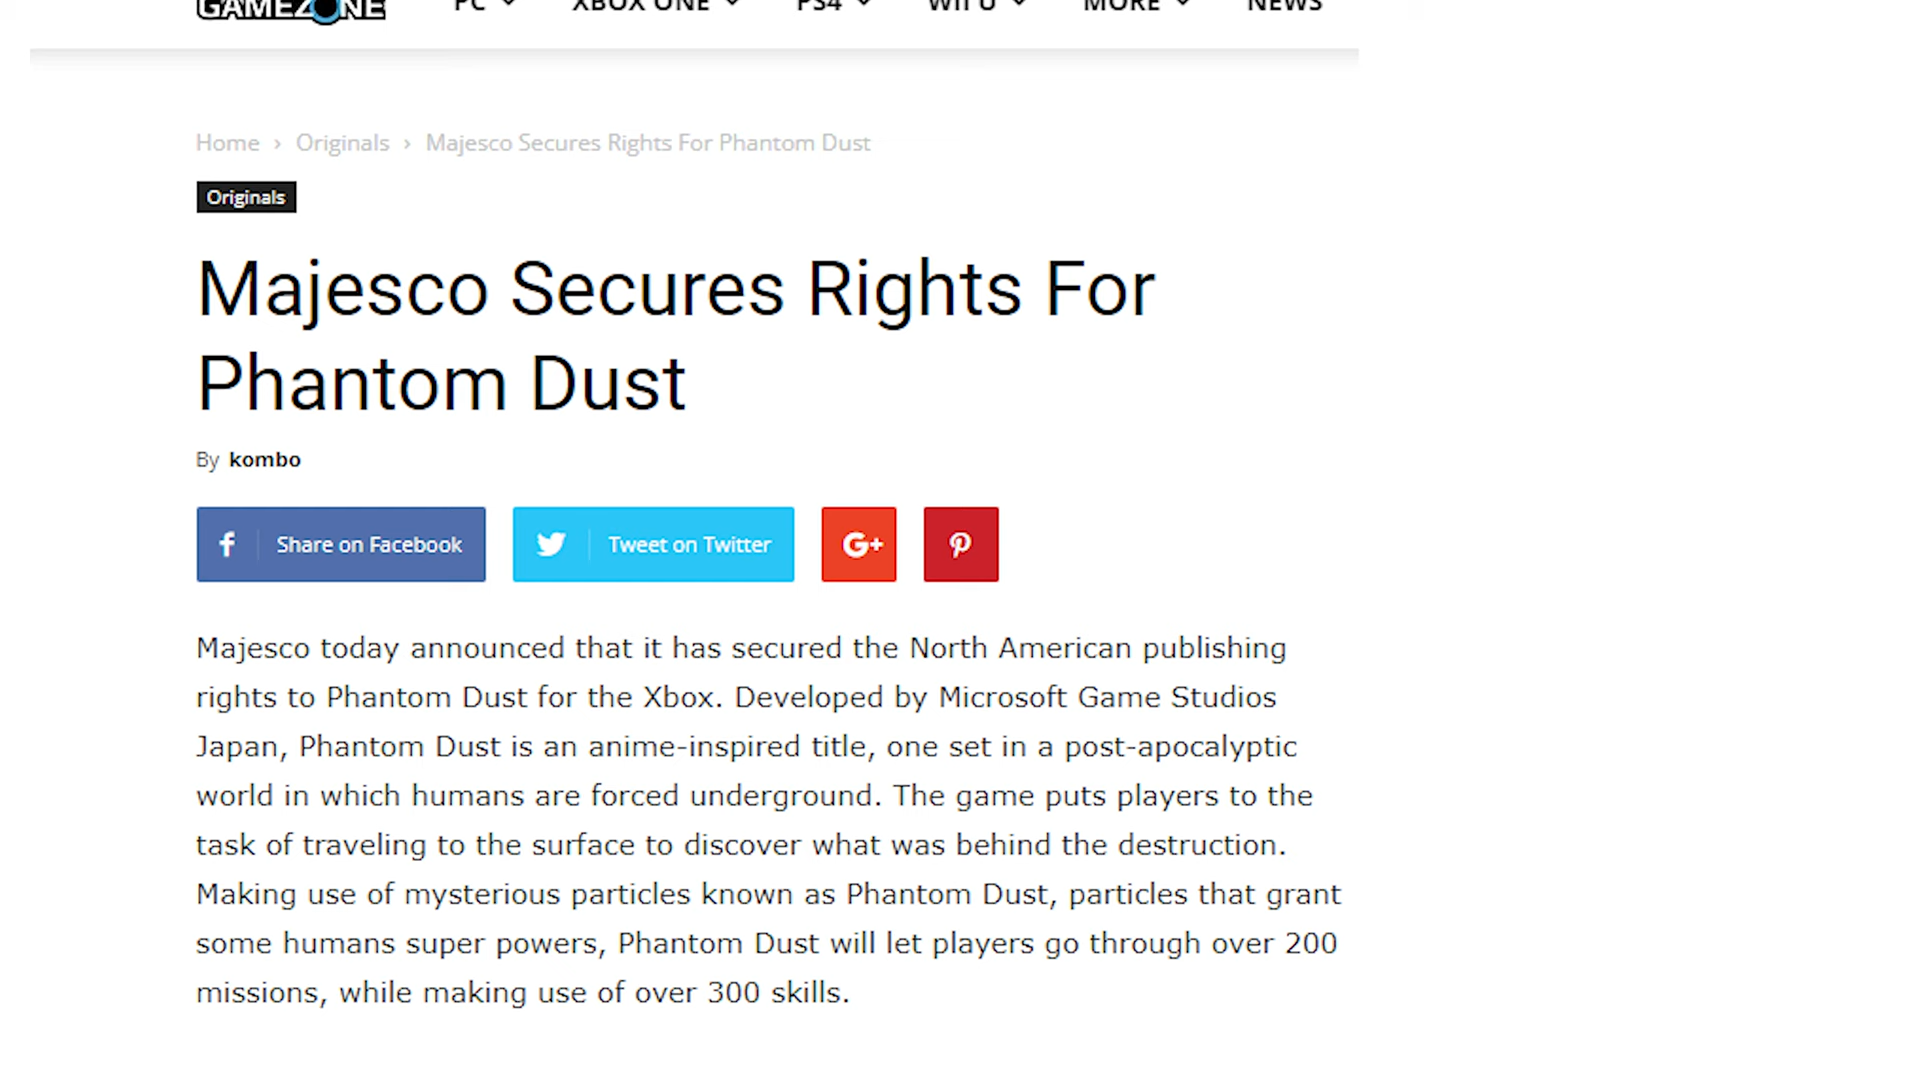 GAMEZONE PC XBOX ONE PS4 WII U MORE NEWS
Home › Originals › Majesco Secures Rights For Phantom Dust
Originals
Majesco Secures Rights For
Phantom Dust
By kombo
f Share on Facebook Tweet on Twitter G+
Majesco today announced that it has secured the North American publishing
rights to Phantom Dust for the Xbox. Developed by Microsoft Game Studios
Japan, Phantom Dust is an anime-inspired title, one set in a post-apocalyptic
world in which humans are forced underground. The game puts players to the
task of traveling to the surface to discover what was behind the destruction.
Making use of mysterious particles known as Phantom Dust, particles that grant
some humans super powers, Phantom Dust will let players go through over 200
missions, while making use of over 300 skills.